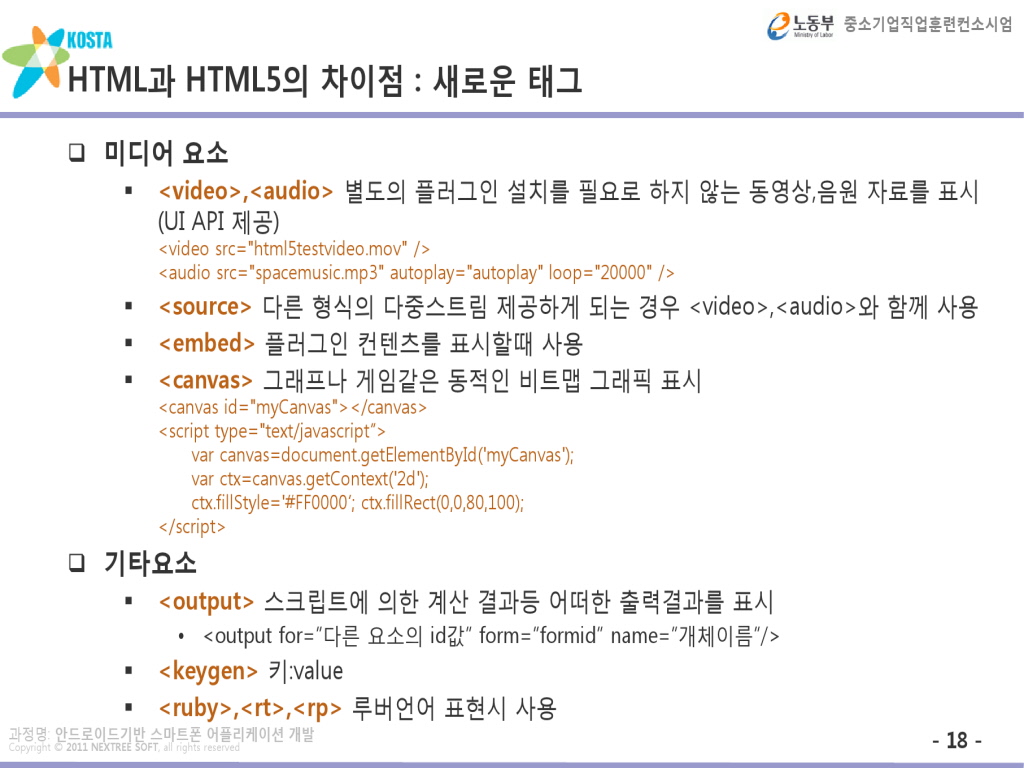 노동부 중소기업직업훈련컨소시엄
Ministry of Labor
KOSTA
HTML과 HTML5의 차이점 : 새로운 태그
❑ 미디어 요소
▪ <video>,<audio> 별도의 플러그인 설치를 필요로 하지 않는 동영상,음원 자료를 표시
(UI API 제공)
<video src="html5testvideo.mov" />
<audio src="spacemusic.mp3" autoplay="autoplay" loop="20000" />
▪ <source> 다른 형식의 다중스트림 제공하게 되는 경우 <video>,<audio>와 함께 사용
▪ <embed> 플러그인 컨텐츠를 표시할때 사용
▪ <canvas> 그래프나 게임같은 동적인 비트맵 그래픽 표시
<canvas id="myCanvas"></canvas>
<script type="text/javascript“>
var canvas=document.getElementById('myCanvas');
var ctx=canvas.getContext('2d');
ctx.fillStyle='#FF0000’; ctx.fillRect(0,0,80,100);
</script>
❑ 기타요소
▪ <output> 스크립트에 의한 계산 결과등 어떠한 출력결과를 표시
• <output for=“다른 요소의 id값” form=“formid” name=“개체이름“/>
▪ <keygen> 키:value
▪ <ruby>,<rt>,<rp> 루버언어 표현시 사용
과정명: 안드로이드기반 스마트폰 어플리케이션 개발
Copyright © 2011 NEXTREE SOFT, all rights reserved
- 18 -